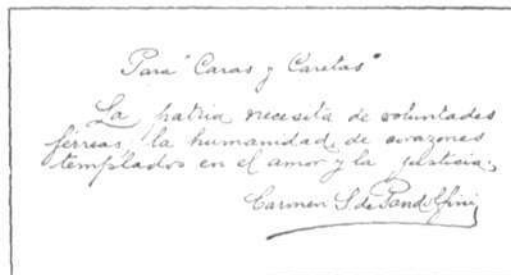 Para "Caras y Caretas"
La patria necesita de voluntades
férreas, la humanidad, de corazones
templados en el amor y la justicia.
Carmen S. de Pandolfini